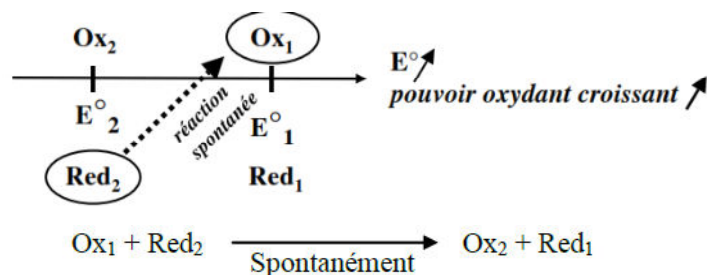 Ox₂ Ox₁
E° pouvoir oxydant croissant
réaction spontanée
E°₂ E°₁
Red₂ Red₁
Ox₁ + Red₂ Spontanément Ox₂ + Red₁